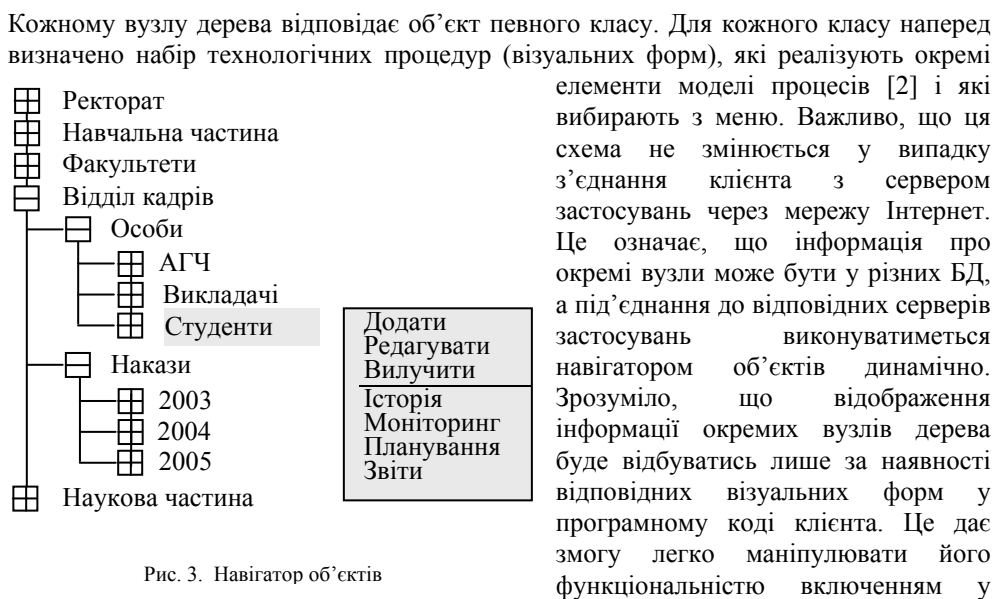 Кожному вузлу дерева відповідає об’єкт певного класу. Для кожного класу наперед
визначено набір технологічних процедур (візуальних форм), які реалізують окремі
елементи моделі процесів [2] і які
вибирають з меню. Важливо, що ця
схема не змінюється у випадку
з’єднання клієнта з сервером
застосувань через мережу Інтернет.
Це означає, що інформація про
окремі вузли може бути у різних БД,
а під’єднання до відповідних серверів
застосувань виконуватиметься
навігатором об’єктів динамічно.
Зрозуміло, що відображення
інформації окремих вузлів дерева
буде відбуватись лише за наявності
відповідних візуальних форм у
програмному коді клієнта. Це дає
змогу легко маніпулювати його
функціональністю включенням у
Ректорат
Навчальна частина
Факультети
Відділ кадрів
Особи
АГЧ
Викладачі
Студенти
Накази
2003
2004
2005
Наукова частина
Додати
Редагувати
Вилучити
Історія
Моніторинг
Планування
Звіти
Рис. 3. Навігатор об’єктів